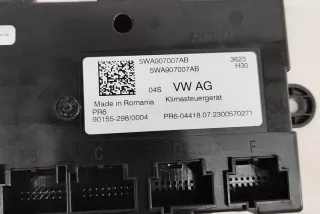 5WA907007AB
3623
5WA907007AB
H30
04S
VW AG
Made in Romania
Klimasteuergerät
PR6
90155-298/0004
PR6-04418.07 2300570271